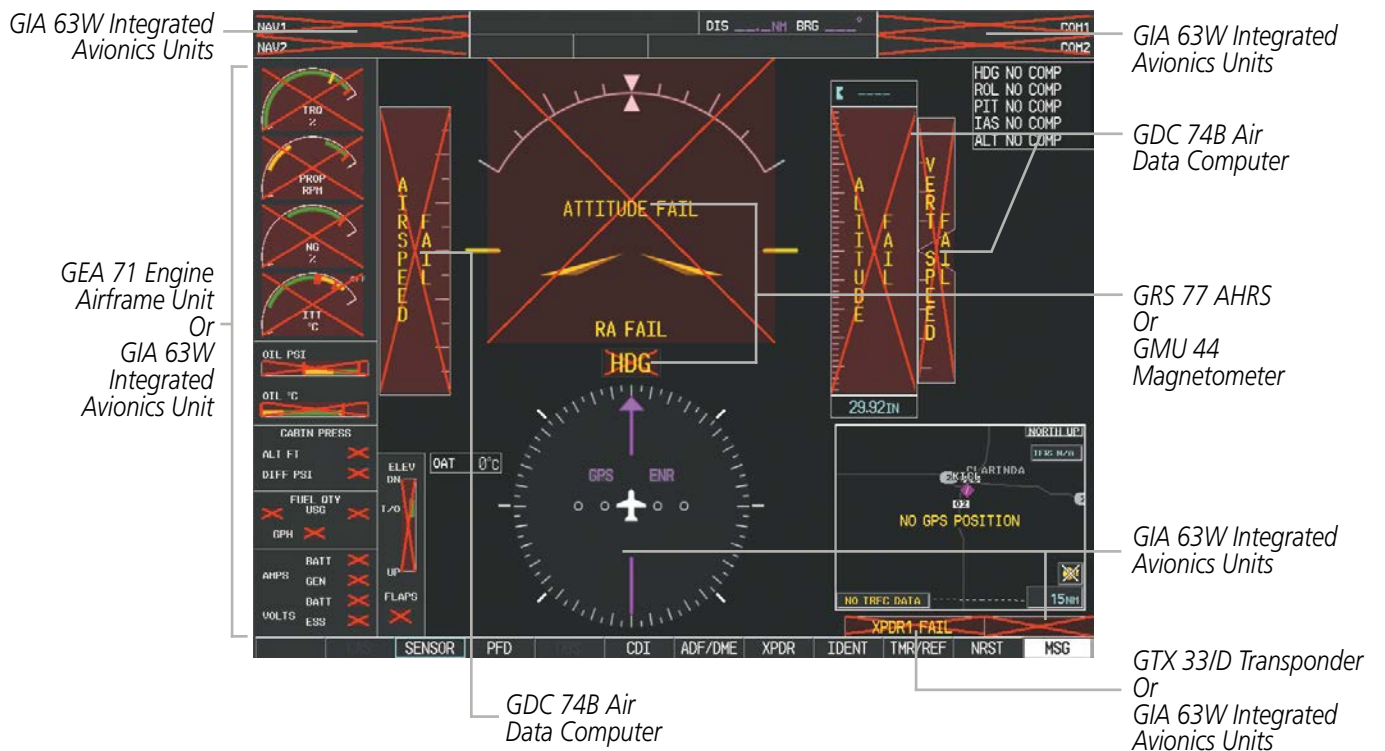 GIA 63W Integrated
Avionics Units
NAV1
NAV2
DIS __._NM BRG ___°
COM1
COM2
GIA 63W Integrated
Avionics Units
HDG NO COMP
ROL NO COMP
PIT NO COMP
IAS NO COMP
ALT NO COMP
GDC 74B Air
Data Computer
TRQ
%
PROP
RPM
NG
%
ITT
°C
GEA 71 Engine
Airframe Unit
Or
GIA 63W
Integrated
Avionics Unit
AIRSPEED
FAIL
ATTITUDE FAIL
RA FAIL
HDG
----
ALTITUDE
FAIL
VERT SPEED
FAIL
29.92IN
GRS 77 AHRS
Or
GMU 44
Magnetometer
OIL PSI
OIL °C
CABIN PRESS
ALT FT
DIFF PSI
FUEL QTY
USG
GPH
AMPS
BATT
GEN
VOLTS
BATT
ESS
ELEV
DN
T/O
UP
FLAPS
OAT 0°C
GPS ENR
NORTH UP
TERR N/A
CLARINDA
02
NO GPS POSITION
NO TRFC DATA
15NM
GIA 63W Integrated
Avionics Units
XPDR1 FAIL
SENSOR PFD OBS CDI ADF/DME XPDR IDENT TMR/REF NRST MSG
GDC 74B Air
Data Computer
GTX 33/D Transponder
Or
GIA 63W Integrated
Avionics Units